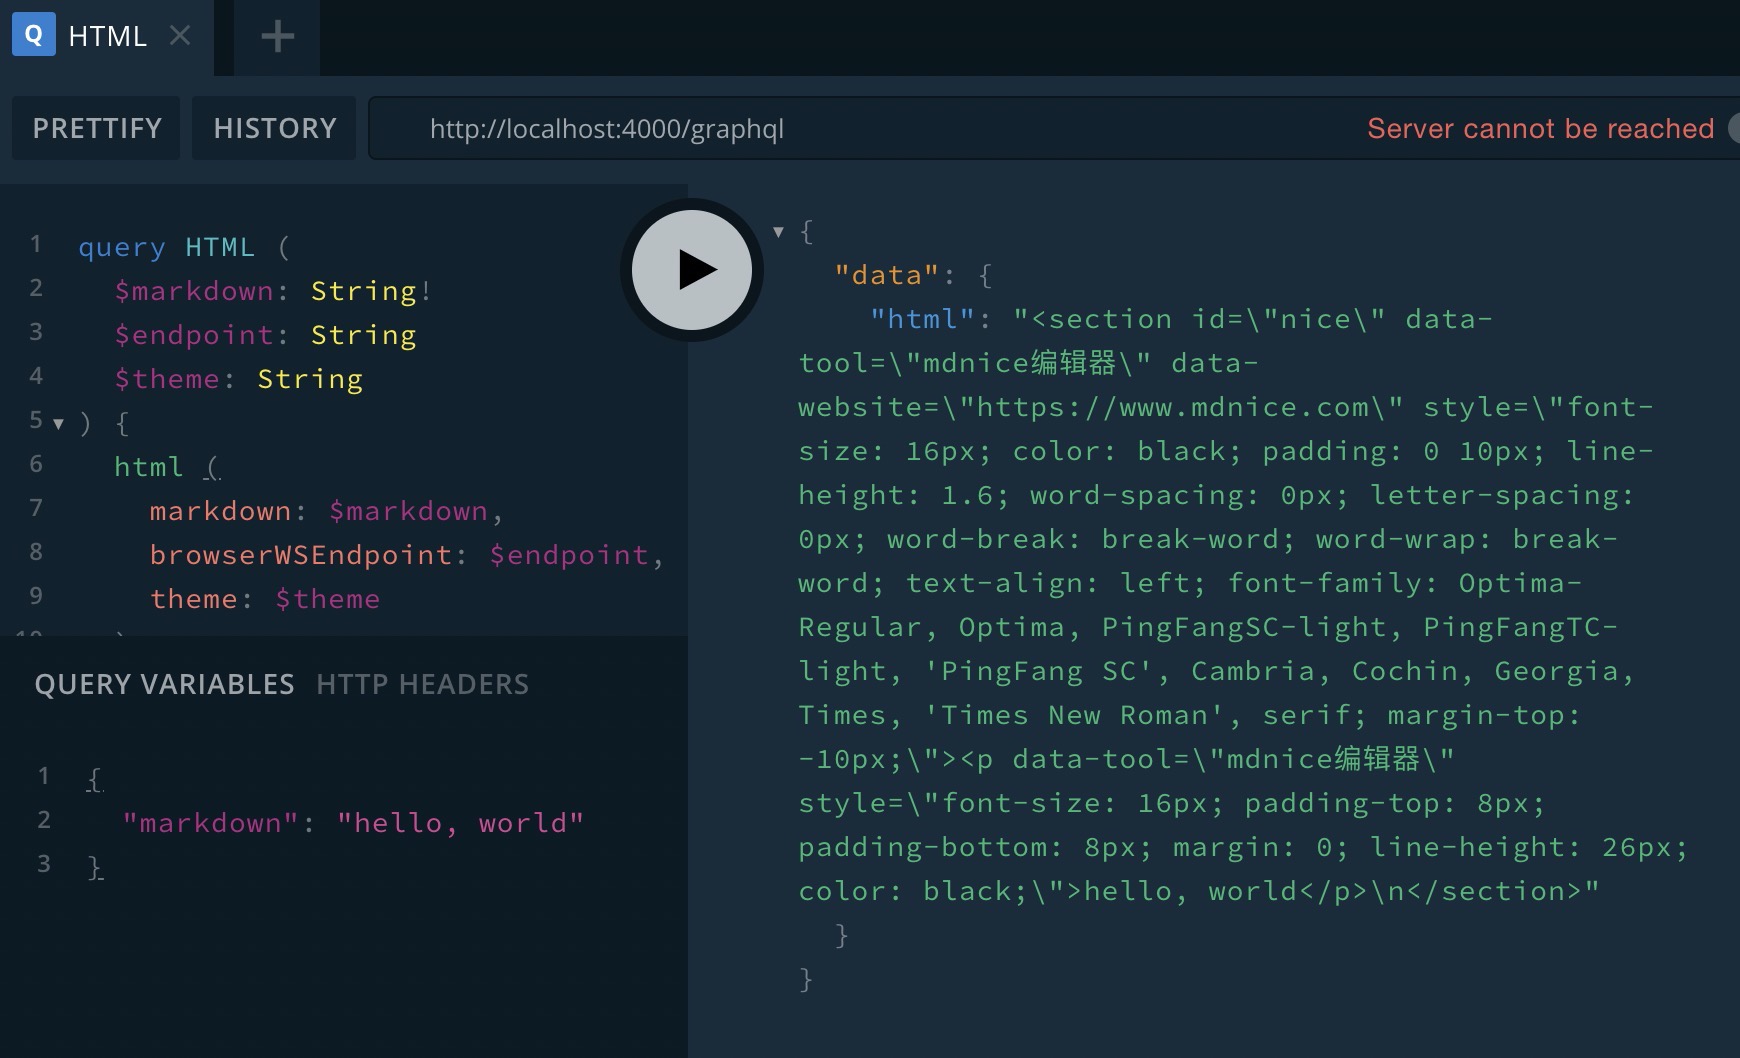 Q HTML × +
PRETTIFY HISTORY http://localhost:4000/graphql Server cannot be reached
1 query HTML (
2 $markdown: String!
3 $endpoint: String
4 $theme: String
5 ) {
6 html (
7 markdown: $markdown,
8 browserWSEndpoint: $endpoint,
9 theme: $theme
QUERY VARIABLES HTTP HEADERS
1 {
2 "markdown": "hello, world"
3 }
{
"data": {
"html": "<section id=\"nice\" data-
tool=\"mdnice编辑器\" data-
website=\"https://www.mdnice.com\" style=\"font-
size: 16px; color: black; padding: 0 10px; line-
height: 1.6; word-spacing: 0px; letter-spacing:
0px; word-break: break-word; word-wrap: break-
word; text-align: left; font-family: Optima-
Regular, Optima, PingFangSC-light, PingFangTC-
light, 'PingFang SC', Cambria, Cochin, Georgia,
Times, 'Times New Roman', serif; margin-top:
-10px;\"><p data-tool=\"mdnice编辑器\"
style=\"font-size: 16px; padding-top: 8px;
padding-bottom: 8px; margin: 0; line-height: 26px;
color: black;\">hello, world</p>\n</section>"
}
}